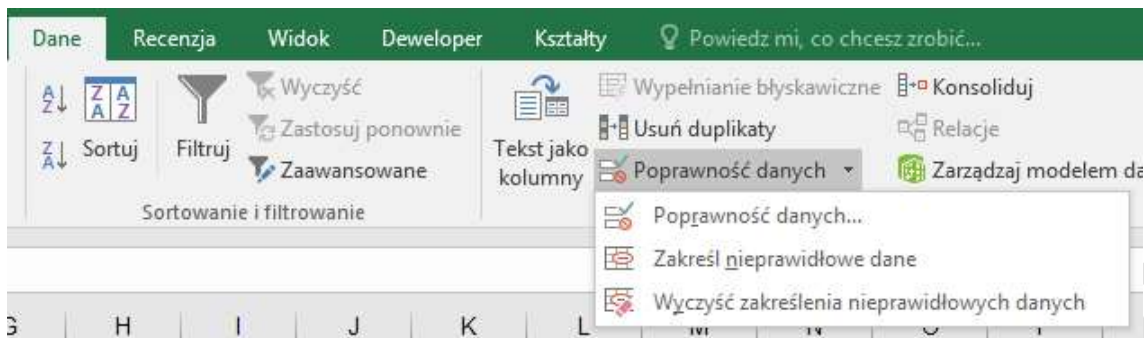 Dane Recenzja Widok Deweloper Kształty Powiedz mi, co chcesz zrobić...
Wyczyść
Zastosuj ponownie
Zaawansowane
Sortuj
Filtruj
Sortowanie i filtrowanie
Tekst jako
kolumny
Wypełnianie błyskawiczne
Usuń duplikaty
Poprawność danych
Konsoliduj
Relacje
Zarządzaj modelem da
Poprawność danych...
Zakreśl nieprawidłowe dane
Wyczyść zakreślenia nieprawidłowych danych
H I J K L M N